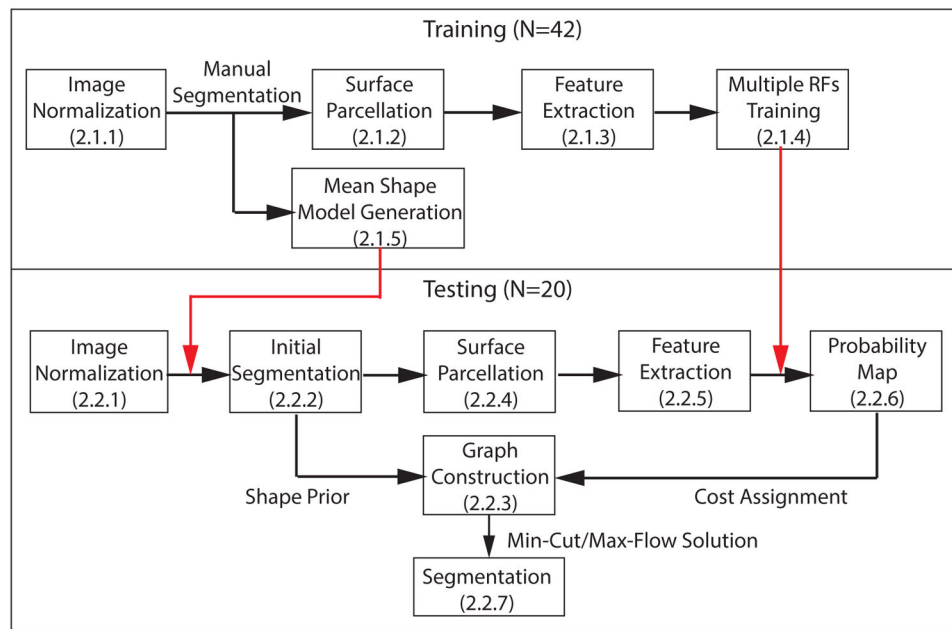 Training (N=42)
Image
Normalization
(2.1.1)
Manual
Segmentation
Surface
Parcellation
(2.1.2)
Feature
Extraction
(2.1.3)
Multiple RFs
Training
(2.1.4)
Mean Shape
Model Generation
(2.1.5)
Testing (N=20)
Image
Normalization
(2.2.1)
Initial
Segmentation
(2.2.2)
Surface
Parcellation
(2.2.4)
Feature
Extraction
(2.2.5)
Probability
Map
(2.2.6)
Shape Prior
Graph
Construction
(2.2.3)
Cost Assignment
Min-Cut/Max-Flow Solution
Segmentation
(2.2.7)